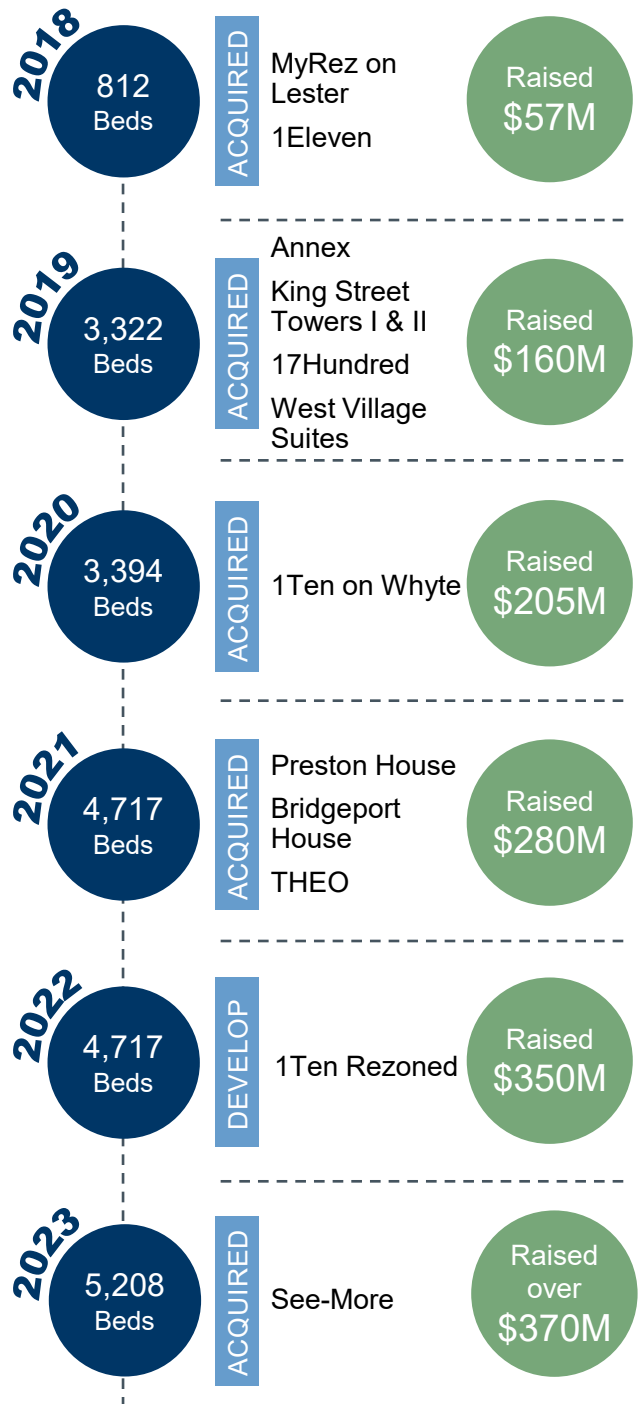 2018
812
Beds
ACQUIRED
MyRez on
Lester
1Eleven
Raised
$57M
2019
3,322
Beds
ACQUIRED
Annex
King Street
Towers I & II
17Hundred
West Village
Suites
Raised
$160M
2020
3,394
Beds
ACQUIRED
1Ten on Whyte
Raised
$205M
2021
4,717
Beds
ACQUIRED
Preston House
Bridgeport
House
THEO
Raised
$280M
2022
4,717
Beds
DEVELOP
1Ten Rezoned
Raised
$350M
2023
5,208
Beds
ACQUIRED
See-More
Raised
over
$370M